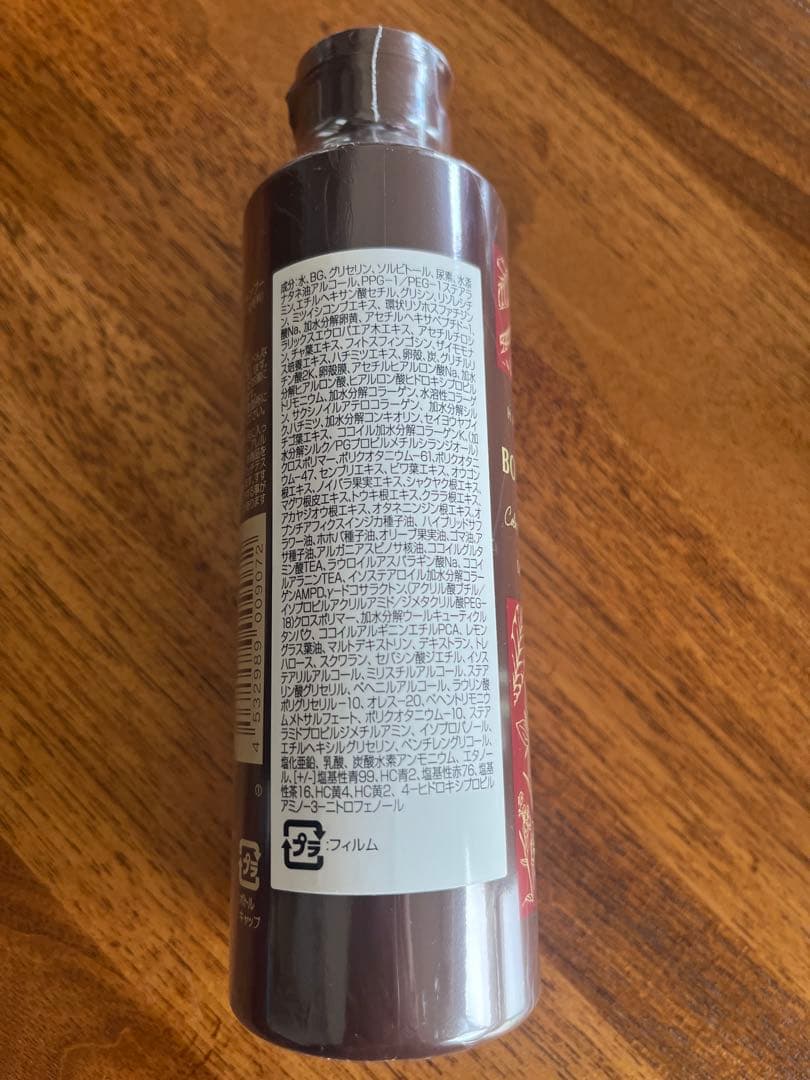 成分:水、BG、グリセリン、ソルビトール、尿素、水添
ナタネ油アルコール、PPG-1/PEG-1ステアラ
ミン、エチルヘキサン酸セチル、グリシン、リゾレシチ
ン、ミツイシコンブエキス、環状リゾホスファチジン
酸Na、加水分解卵黄、アセチルヘキサペプチド-1、
ラリックスエウロパエア木エキス、アセチルチロシ
ン、チャ葉エキス、フィトスフィンゴシン、サイモモナ
ス培養エキス、ハチミツエキス、卵殻、炭、グリチルリ
チン酸2K、卵殻膜、アセチルヒアルロン酸Na、加水
分解ヒアルロン酸、ヒアルロン酸ヒドロキシプロピル
トリモニウム、加水分解コラーゲン、水溶性コラーゲ
ン、サクシノイルアテロコラーゲン、加水分解シル
ク、ハチミツ、加水分解コンキオリン、セイヨウヤブイ
チゴ葉エキス、ココイル加水分解コラーゲンK、(加
水分解シルク/PGプロピルメチルシランジオール)
クロスポリマー、ポリクオタニウム-61、ポリクオタニ
ウム-47、センブリエキス、ビワ葉エキス、オウゴン
根エキス、ノイバラ果実エキス、シャクヤク根エキス、
マグワ根皮エキス、トウキ根エキス、クララ根エキス、
アカヤジオウ根エキス、オタネニンジン根エキス、オ
プンチアフィクスインジカ種子油、ハイブリッドサフ
ラワー油、ホホバ種子油、オリーブ果実油、ゴマ油、ア
サ種子油、アルガニアスピノサ核油、ココイルグルタ
ミン酸TEA、ラウロイルアスパラギン酸Na、ココイ
ルアラニンTEA、イソステアロイル加水分解コラー
ゲンAMPD、γ-ドコサラクトン、(アクリル酸ブチル/
イソプロピルアクリルアミド/ジメタクリル酸PEG-
18)クロスポリマー、加水分解ウールキューティクル
タンパク、ココイルアルギニンエチルPCA、レモン
グラス葉油、マルトデキストリン、デキストラン、トレ
ハロース、スクワラン、セバシン酸ジエチル、イソス
テアリルアルコール、ミリスチルアルコール、ステア
リン酸グリセリル、ベヘニルアルコール、ラウリン酸
ポリグリセリル-10、オレス-20、ベヘントリモニウ
ムメトサルフェート、ポリクオタニウム-10、ステア
ラミドプロピルジメチルアミン、イソプロパノール、
エチルヘキシルグリセリン、ペンチレングリコール、
塩化亜鉛、乳酸、炭酸水素アンモニウム、エタノー
ル、[+/-]塩基性青99、HC青2、塩基性赤76、塩基
性茶16、HC黄4、HC黄2、4-ヒドロキシプロピル
アミノ-3-ニトロフェノール
プラ :フィルム
4 532989 009072
①
プラ
ボトル
キャップ
BO
Col